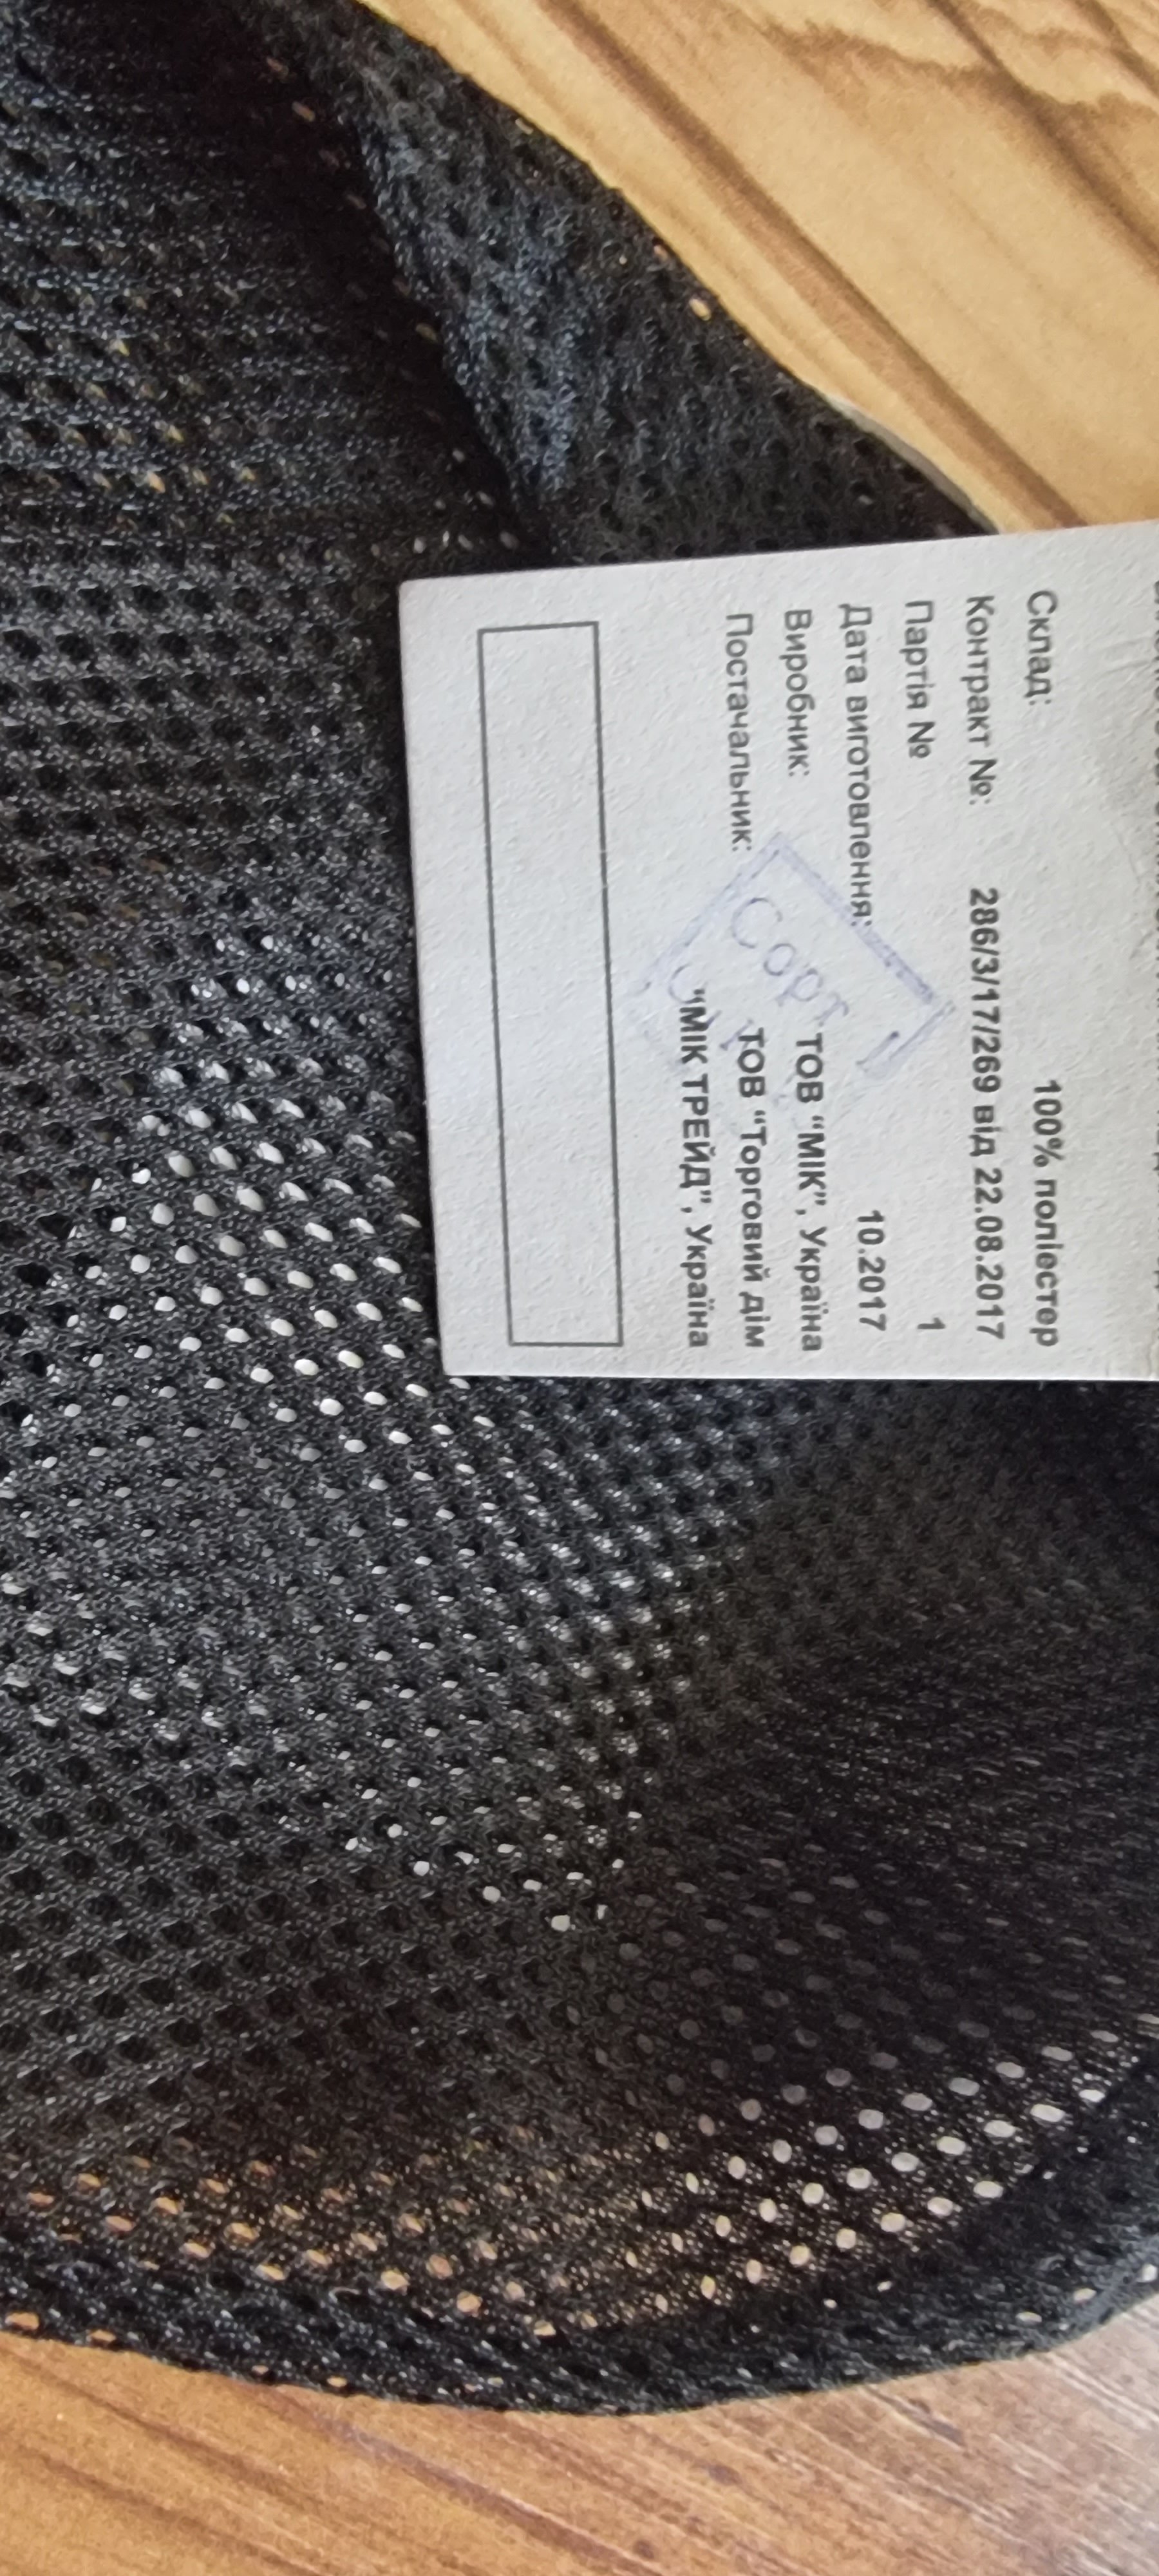 Склад: 100% поліестер
Контракт №: 286/3/17/269 від 22.08.2017
Партія № 1
Дата виготовлення: 10.2017
Виробник: ТОВ “МІК”, Україна
Постачальник: ТОВ “Торговий дім
“МІК ТРЕЙД”, Україна
Сорт 1